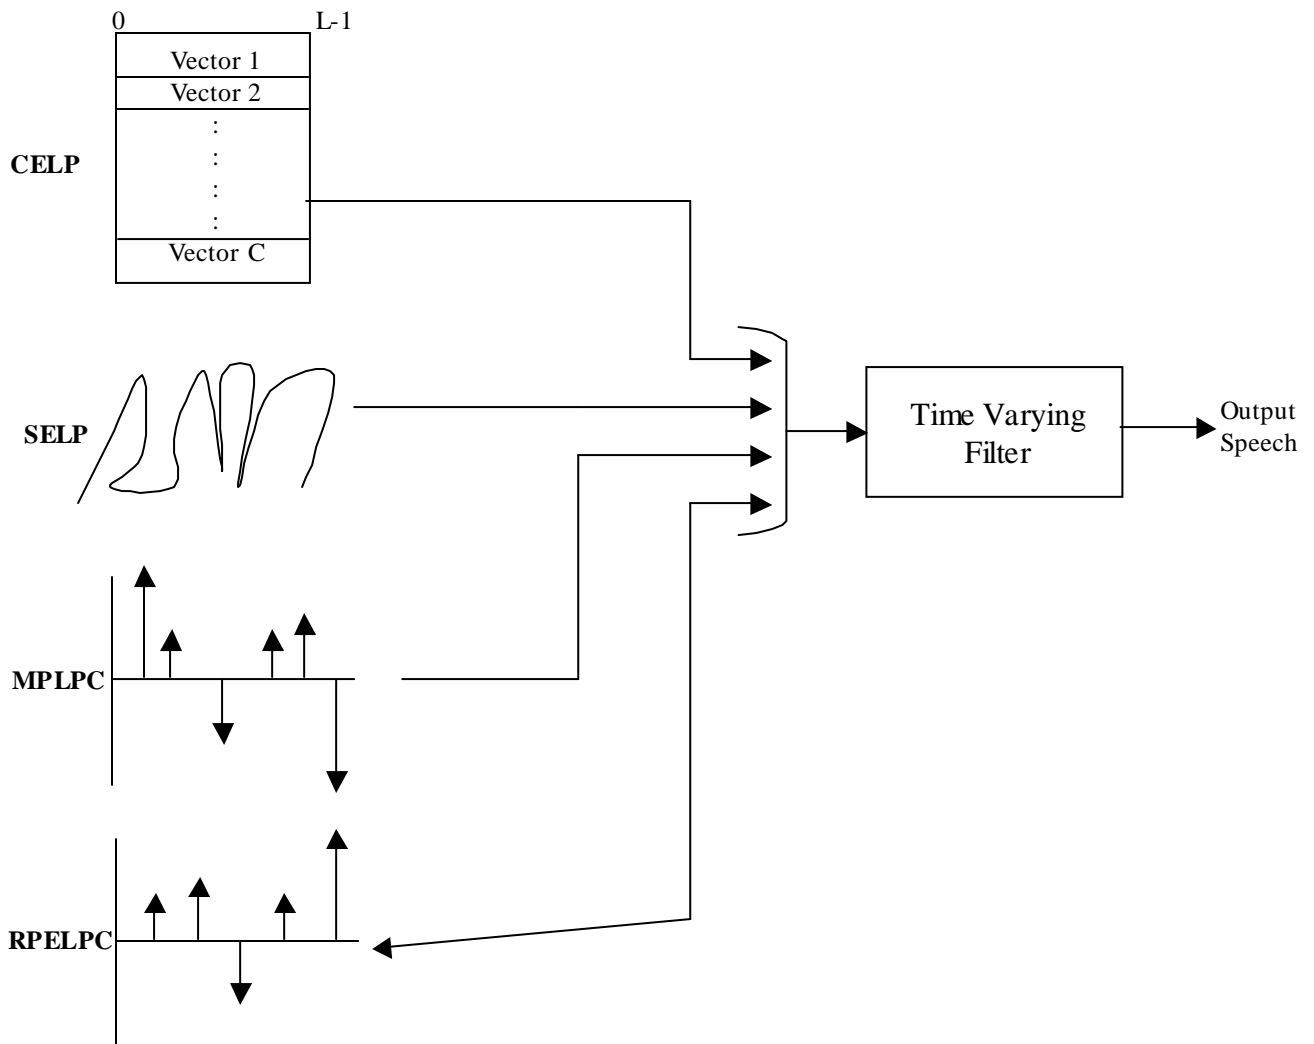 0 L-1
Vector 1
Vector 2
:
:
:
:
Vector C
CELP
SELP
MPLPC
RPELPC
Time Varying
Filter
Output
Speech